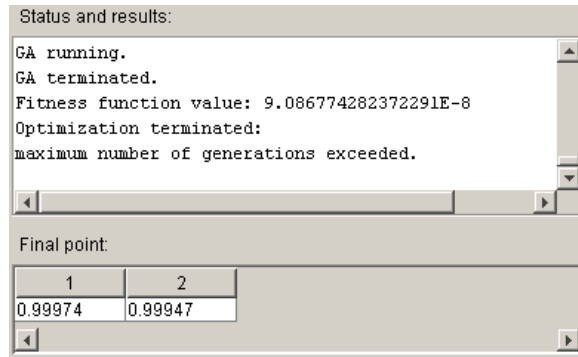 Status and results:
GA running.
GA terminated.
Fitness function value: 9.086774282372291E-8
Optimization terminated:
maximum number of generations exceeded.
Final point:
1 2
0.99974 0.99947